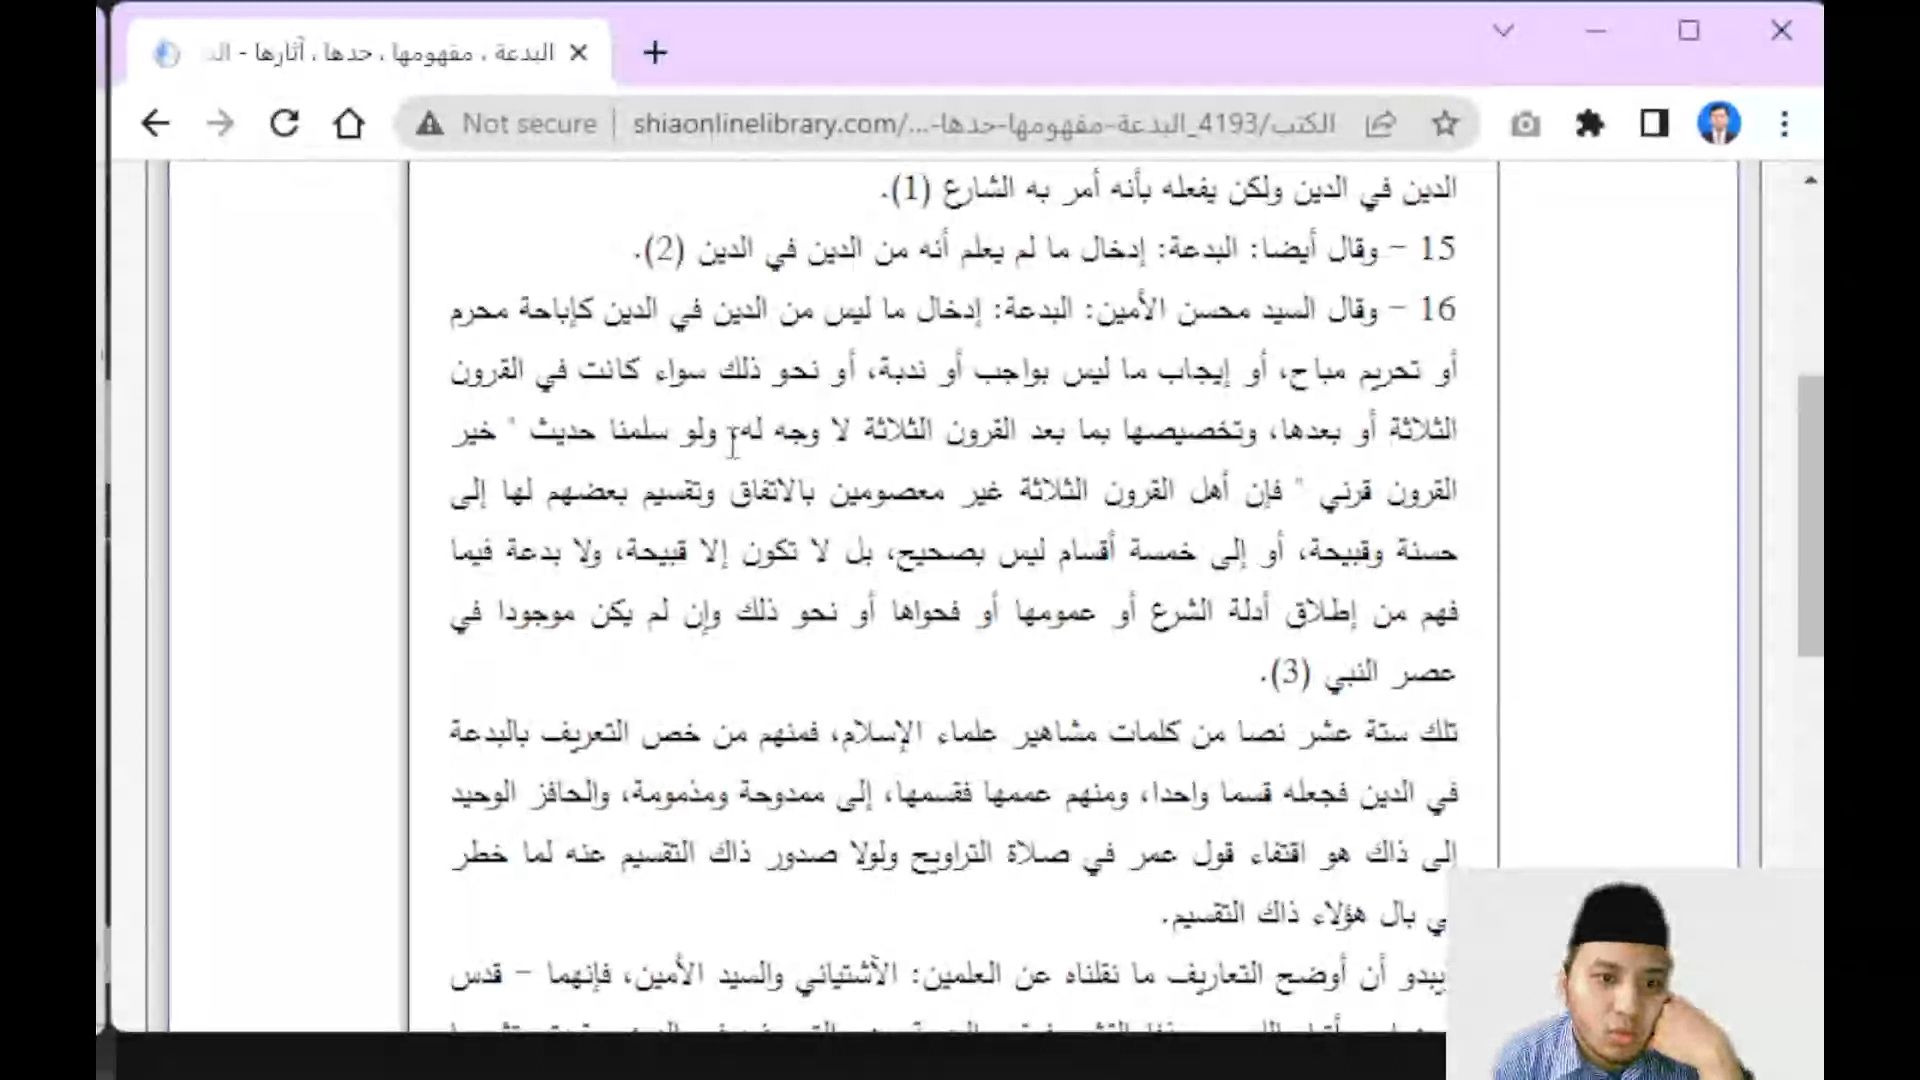 البدعة ، مفهومها ، حدها ، آثارها - الد
Not secure
shiaonlinelibrary.com/الكتب/4193_البدعة-مفهومها-حدها-...
الدين في الدين ولكن يفعله بأنه أمر به الشارع (1).
15 - وقال أيضا: البدعة: إدخال ما لم يعلم أنه من الدين في الدين (2).
16 - وقال السيد محسن الأمين: البدعة: إدخال ما ليس من الدين في الدين كإباحة محرم
أو تحريم مباح، أو إيجاب ما ليس بواجب أو ندبة، أو نحو ذلك سواء كانت في القرون
الثلاثة أو بعدها، وتخصيصها بما بعد القرون الثلاثة لا وجه له ولو سلمنا حديث " خير
القرون قرني " فإن أهل القرون الثلاثة غير معصومين بالاتفاق وتقسيم بعضهم لها إلى
حسنة وقبيحة، أو إلى خمسة أقسام ليس بصحيح، بل لا تكون إلا قبيحة، ولا بدعة فيما
فهم من إطلاق أدلة الشرع أو عمومها أو فحواها أو نحو ذلك وإن لم يكن موجودا في
عصر النبي (3).
تلك ستة عشر نصا من كلمات مشاهير علماء الإسلام، فمنهم من خص التعريف بالبدعة
في الدين فجعله قسما واحدا، ومنهم عممها فقسمها، إلى ممدوحة ومذمومة، والحافز الوحيد
إلى ذاك هو اقتفاء قول عمر في صلاة التراويح ولولا صدور ذاك التقسيم عنه لما خطر
بال هؤلاء ذاك التقسيم.
يبدو أن أوضح التعاريف ما نقلناه عن العلمين: الآشتياني والسيد الأمين، فإنهما - قدس